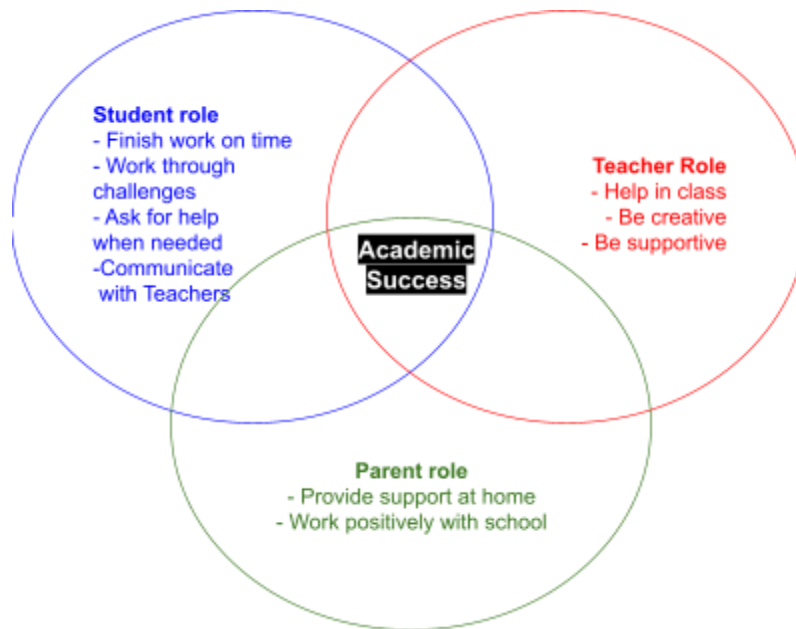 Student role
- Finish work on time
- Work through
challenges
- Ask for help
when needed
-Communicate
with Teachers
Teacher Role
- Help in class
- Be creative
- Be supportive
Academic
Success
Parent role
- Provide support at home
- Work positively with school